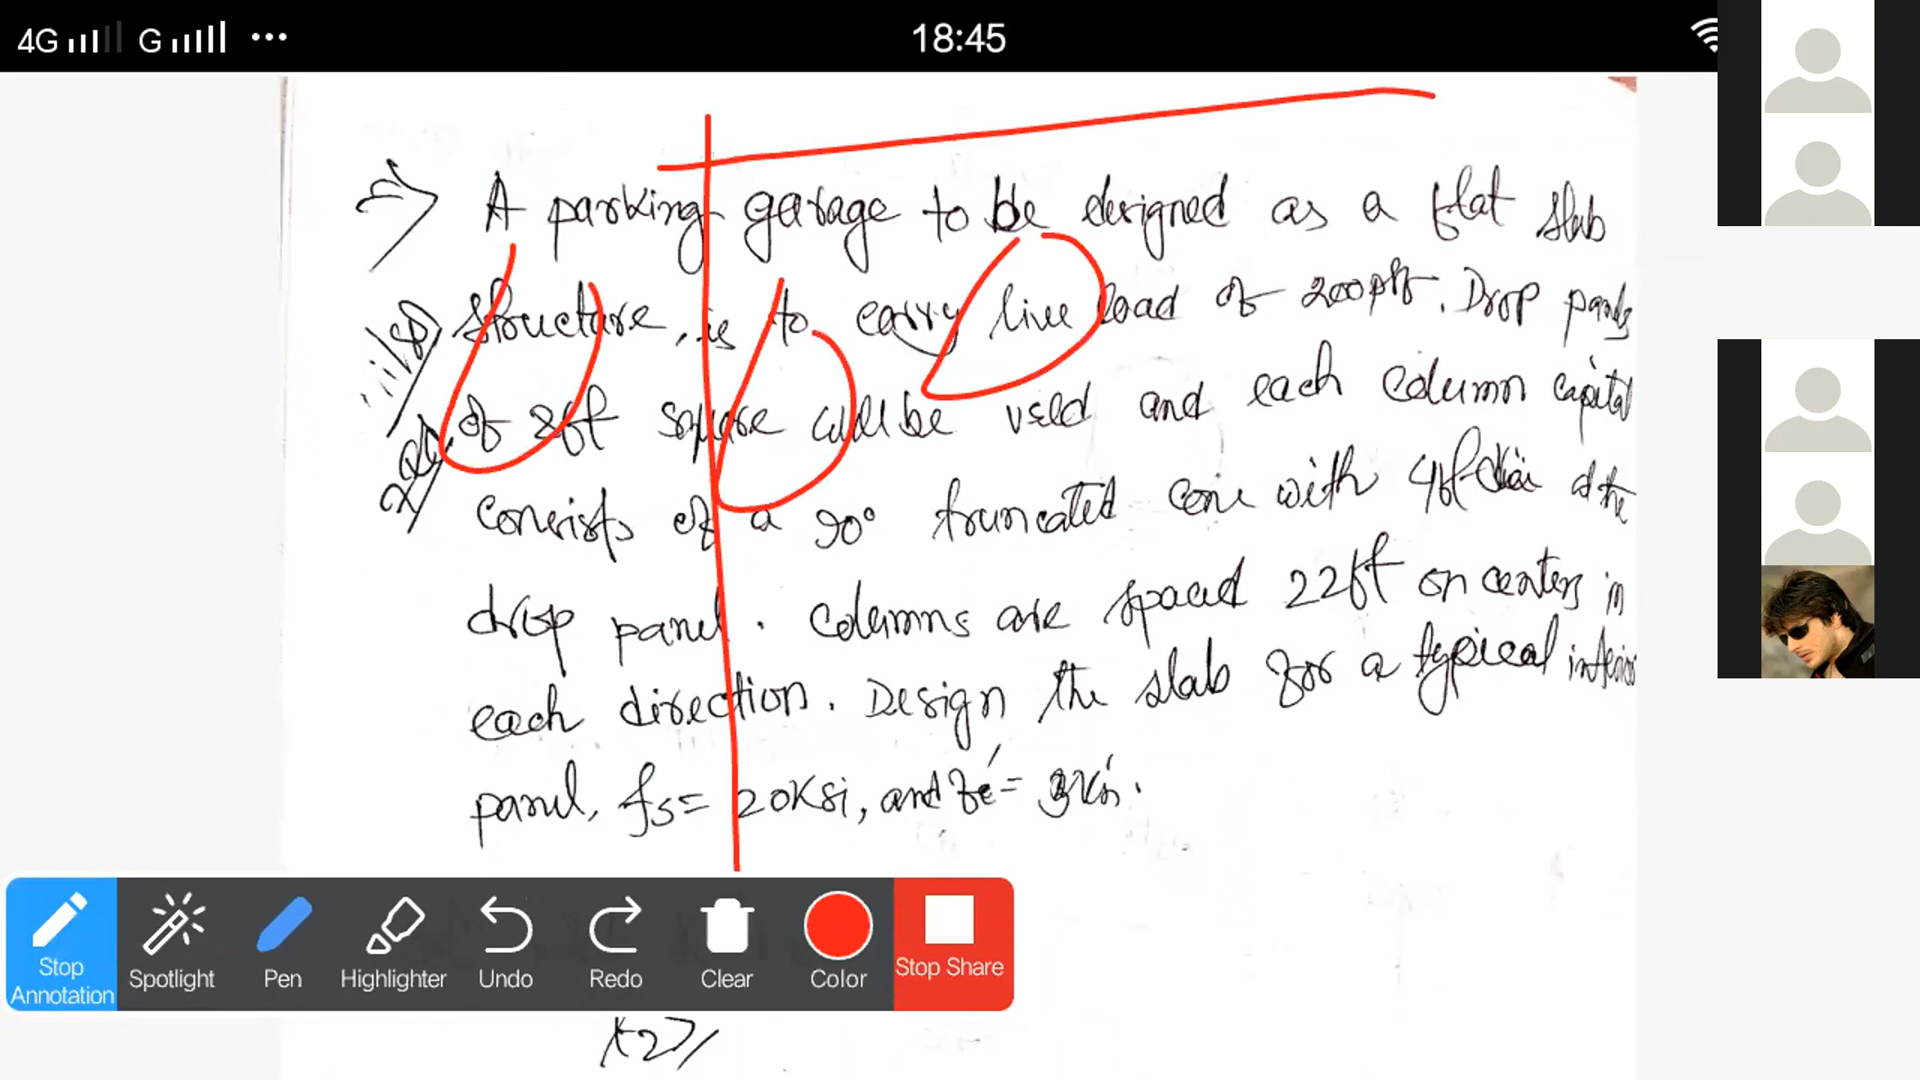 4G G •••
18:45
A parking garage to be designed as a flat slab
structure, is to carry live load of 200psf. Drop panels
of 8ft square will be used and each column capital
consists of a 90° truncated cone with 4ft dia at the
drop panel. Columns are spaced 22ft on centers in
each direction. Design the slab for a typical interior
panel, fs = 20Ksi, and fc' = 3Ksi.
Stop Annotation Spotlight Pen Highlighter Undo Redo Clear Color Stop Share